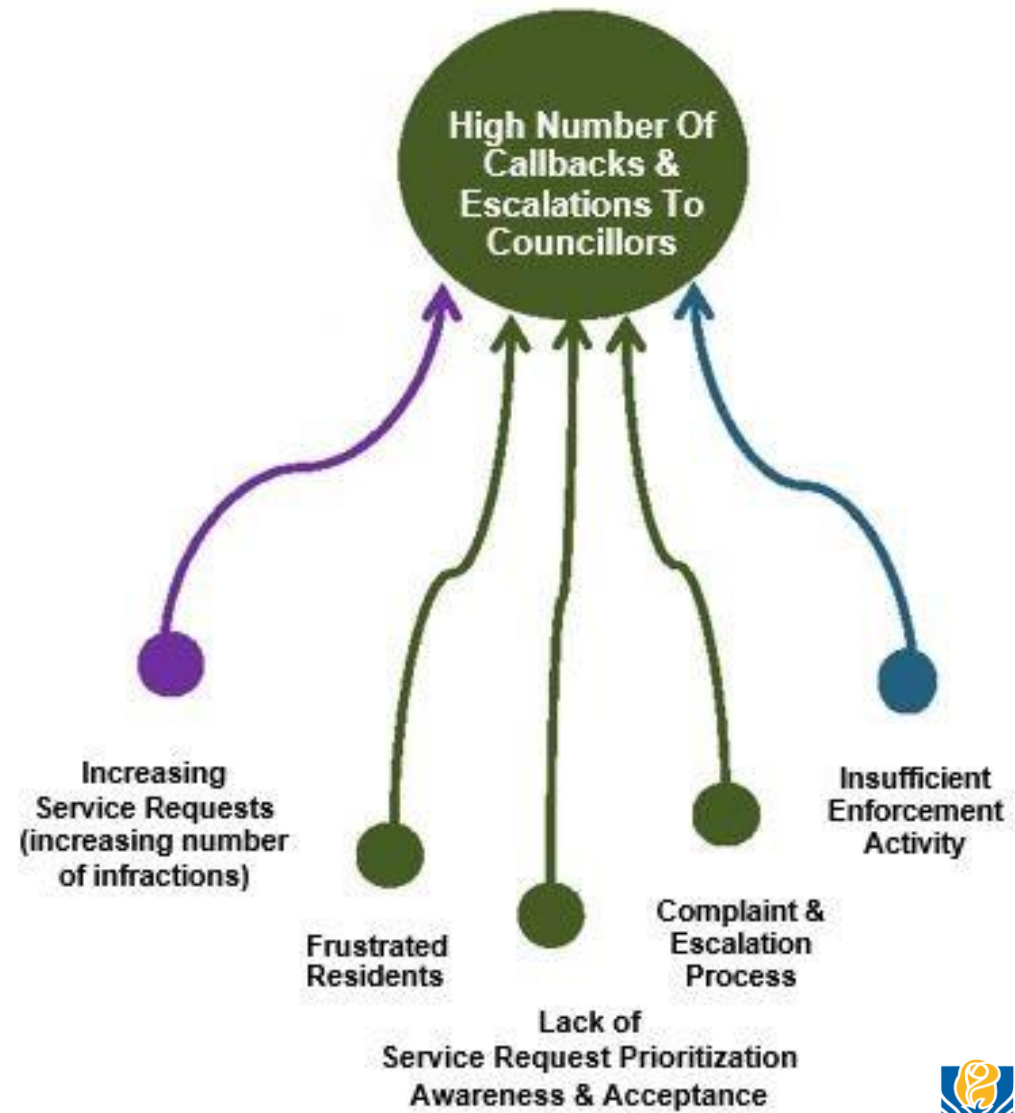 High Number Of
Callbacks &
Escalations To
Councillors
Increasing
Service Requests
(increasing number
of infractions)
Frustrated
Residents
Lack of
Service Request Prioritization
Awareness & Acceptance
Complaint &
Escalation
Process
Insufficient
Enforcement
Activity